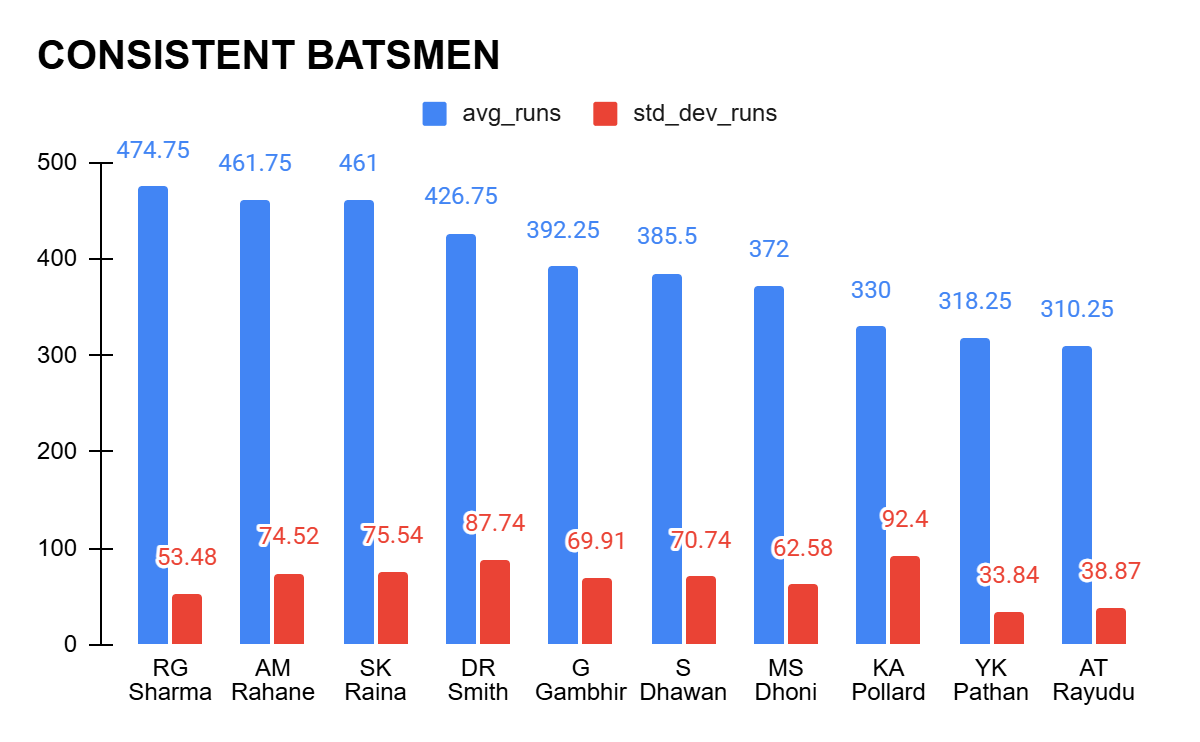 CONSISTENT BATSMEN
avg_runs std_dev_runs
500
400
300
200
100
0
474.75
461.75
461
426.75
392.25
385.5
372
330
318.25
310.25
53.48
74.52
75.54
87.74
69.91
70.74
62.58
92.4
33.84
38.87
RG
Sharma
AM
Rahane
SK
Raina
DR
Smith
G
Gambhir
S
Dhawan
MS
Dhoni
KA
Pollard
YK
Pathan
AT
Rayudu